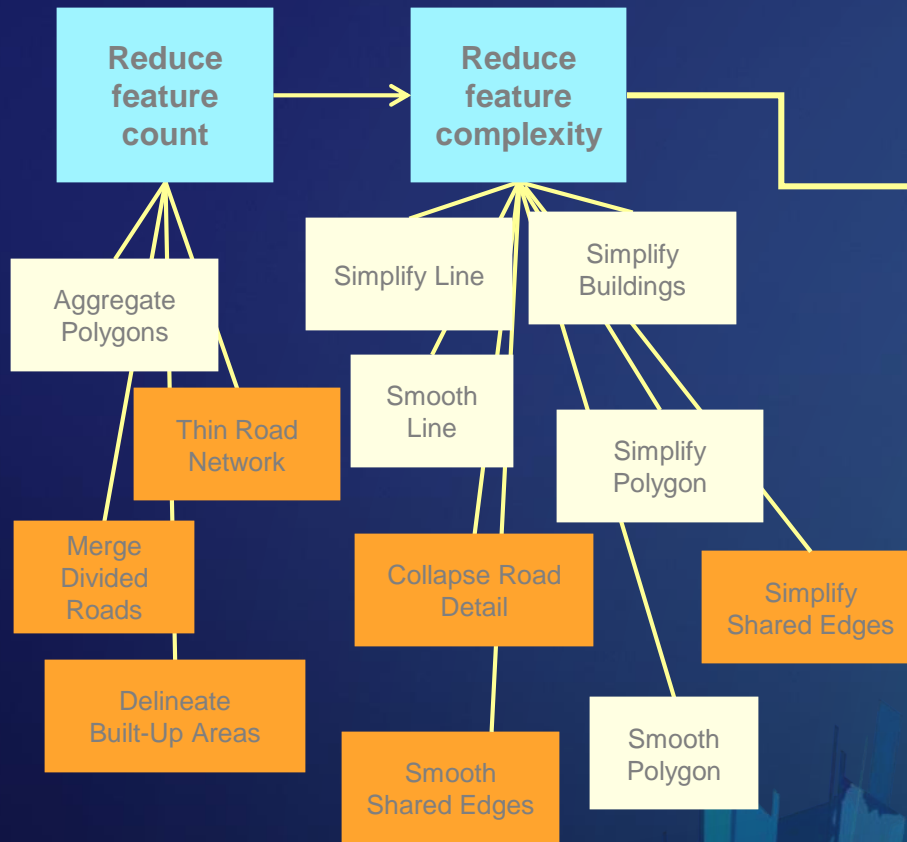 Reduce
feature
count
Reduce
feature
complexity
Aggregate
Polygons
Thin Road
Network
Merge
Divided
Roads
Delineate
Built-Up Areas
Simplify Line
Simplify
Buildings
Smooth
Line
Simplify
Polygon
Collapse Road
Detail
Simplify
Shared Edges
Smooth
Polygon
Smooth
Shared Edges